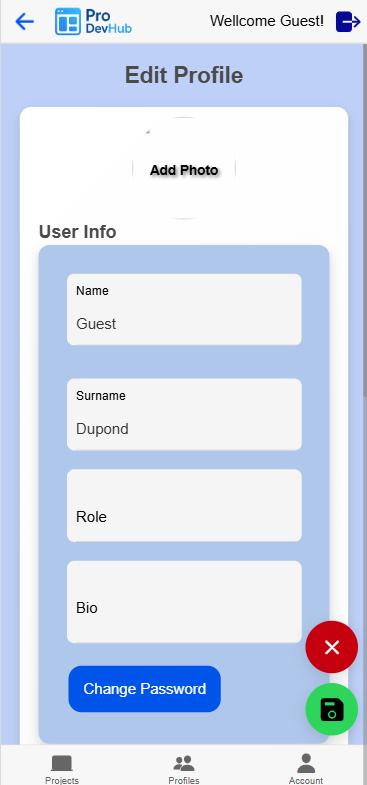 Pro
DevHub
Wellcome Guest!
Edit Profile
Add Photo
User Info
Name
Guest
Surname
Dupond
Role
Bio
Change Password
Projects
Profiles
Account